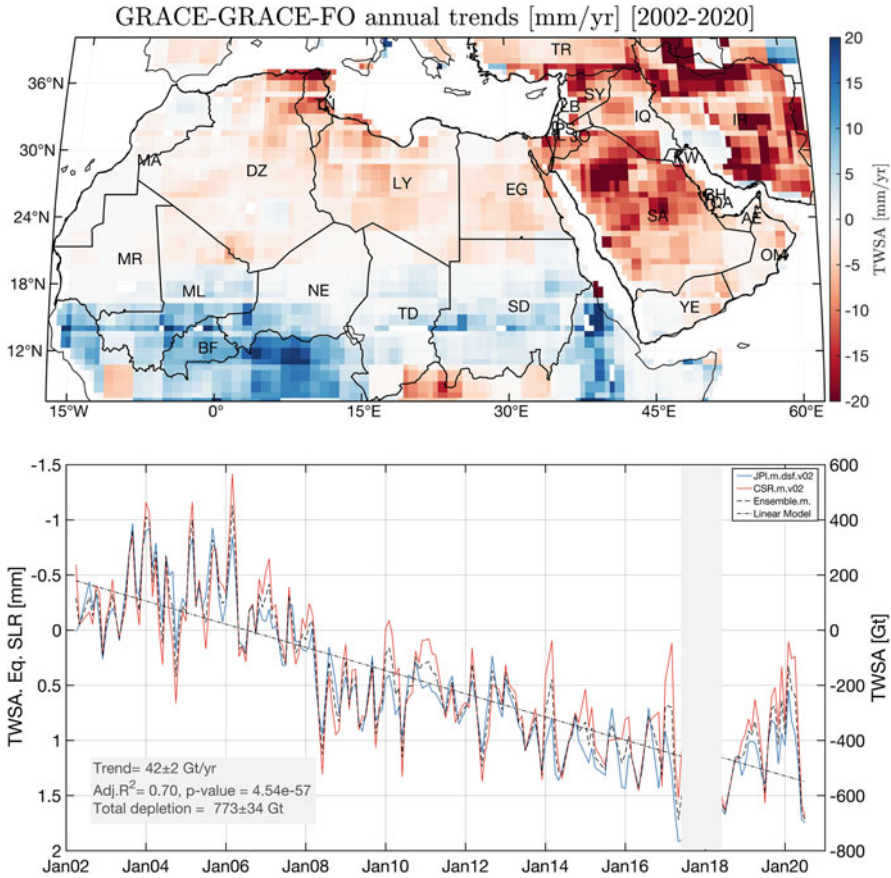 GRACE-GRACE-FO annual trends [mm/yr] [2002-2020]
36°N
30°N
24°N
18°N
12°N
15°W
0°
15°E
30°E
45°E
60°E
TR
SY
LB
IQ
IR
PS
JO
KW
MA
DZ
LY
EG
BH
QA
SA
AE
OM
MR
ML
NE
TD
SD
YE
BF
20
15
10
5
0
-5
-10
-15
-20
TWSA [mm/yr]
-1.5
-1
-0.5
0
0.5
1
1.5
2
TWSA. Eq. SLR [mm]
600
400
200
0
-200
-400
-600
-800
TWSA [Gt]
JPl.m.dsf.v02
CSR.m.v02
Ensemble.m.
Linear Model
Trend= 42±2 Gt/yr
Adj.R²= 0.70, p-value = 4.54e-57
Total depletion = 773±34 Gt
Jan02 Jan04 Jan06 Jan08 Jan10 Jan12 Jan14 Jan16 Jan18 Jan20